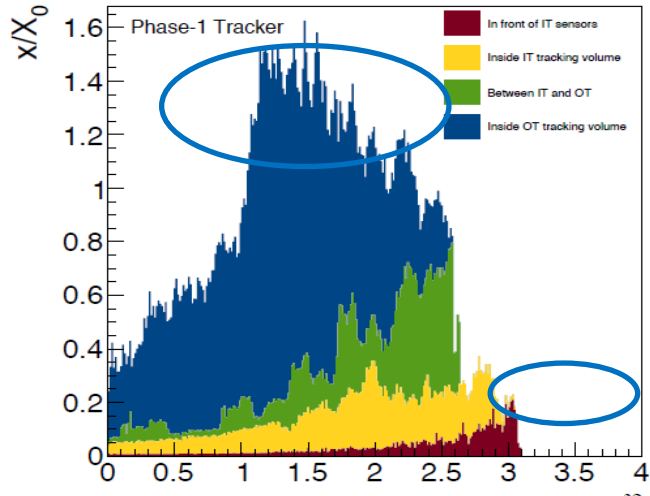 x/X0
Phase-1 Tracker
In front of IT sensors
Inside IT tracking volume
Between IT and OT
Inside OT tracking volume
1.6
1.4
1.2
1
0.8
0.6
0.4
0.2
0
0 0.5 1 1.5 2 2.5 3 3.5 4